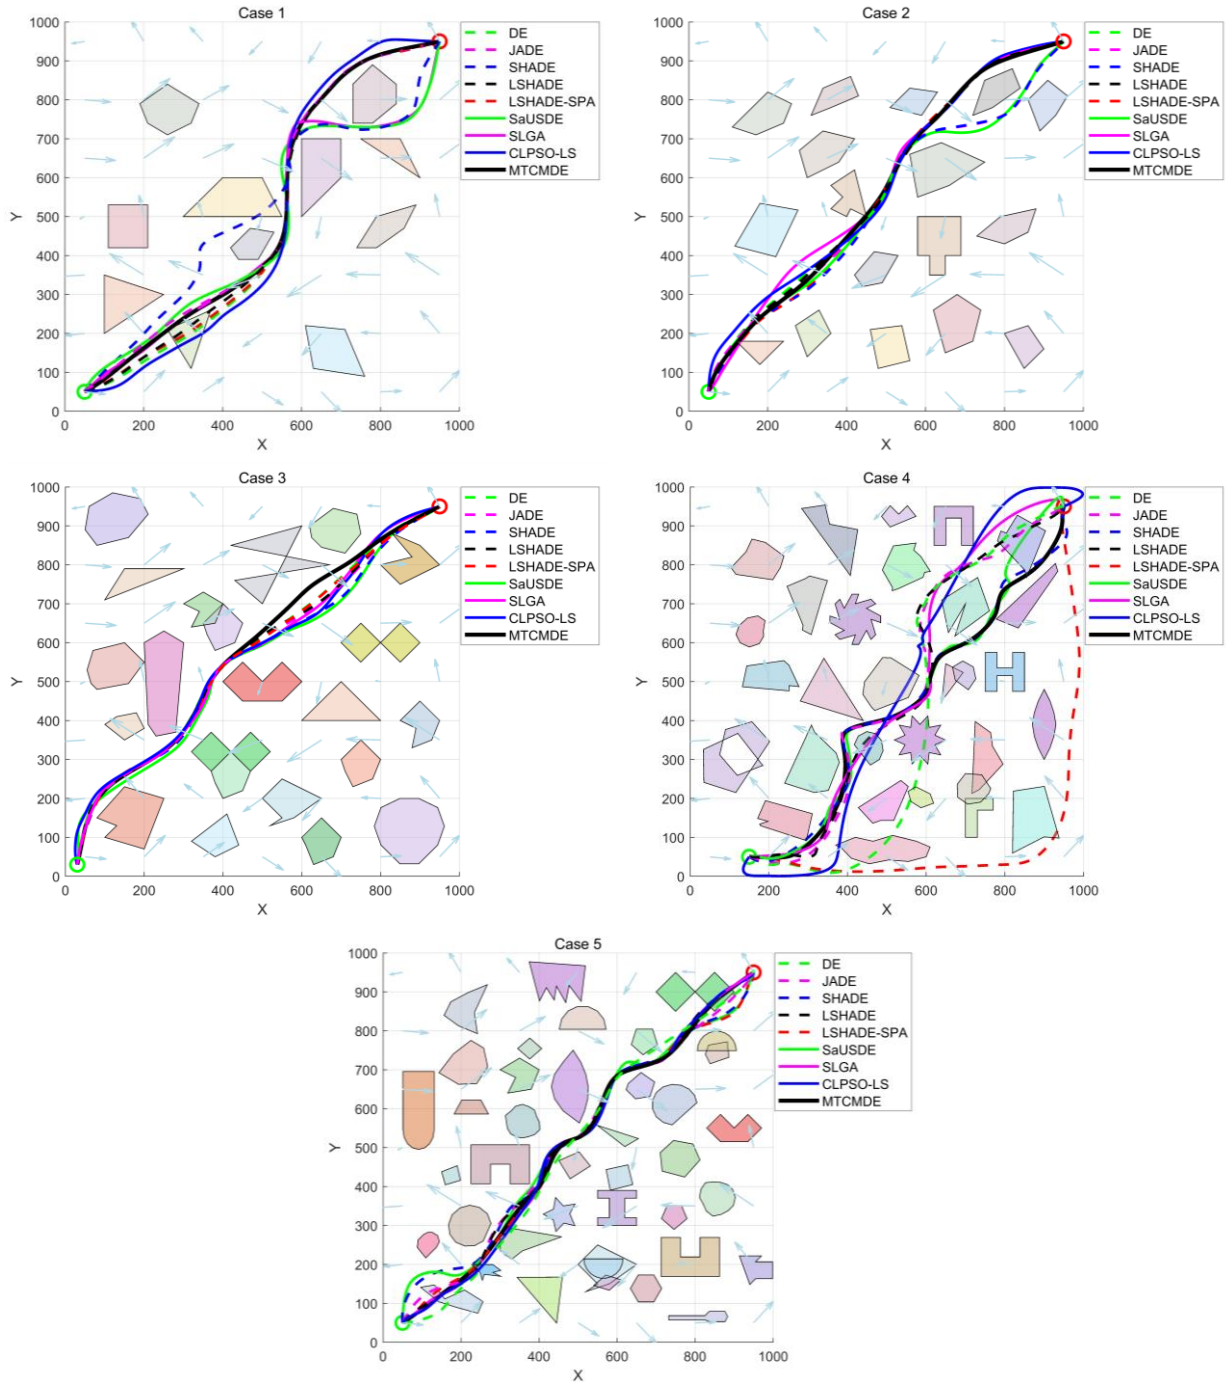 Case 1
1000
900
800
700
600
500
400
300
200
100
0
Y
0 200 400 600 800 1000
X
DE
JADE
SHADE
LSHADE
LSHADE-SPA
SaUSDE
SLGA
CLPSO-LS
MTCMDE
Case 2
1000
900
800
700
600
500
400
300
200
100
0
Y
0 200 400 600 800 1000
X
DE
JADE
SHADE
LSHADE
LSHADE-SPA
SaUSDE
SLGA
CLPSO-LS
MTCMDE
Case 3
1000
900
800
700
600
500
400
300
200
100
0
Y
0 200 400 600 800 1000
X
DE
JADE
SHADE
LSHADE
LSHADE-SPA
SaUSDE
SLGA
CLPSO-LS
MTCMDE
Case 4
1000
900
800
700
600
500
400
300
200
100
0
Y
0 200 400 600 800 1000
X
DE
JADE
SHADE
LSHADE
LSHADE-SPA
SaUSDE
SLGA
CLPSO-LS
MTCMDE
Case 5
1000
900
800
700
600
500
400
300
200
100
0
Y
0 200 400 600 800 1000
X
DE
JADE
SHADE
LSHADE
LSHADE-SPA
SaUSDE
SLGA
CLPSO-LS
MTCMDE